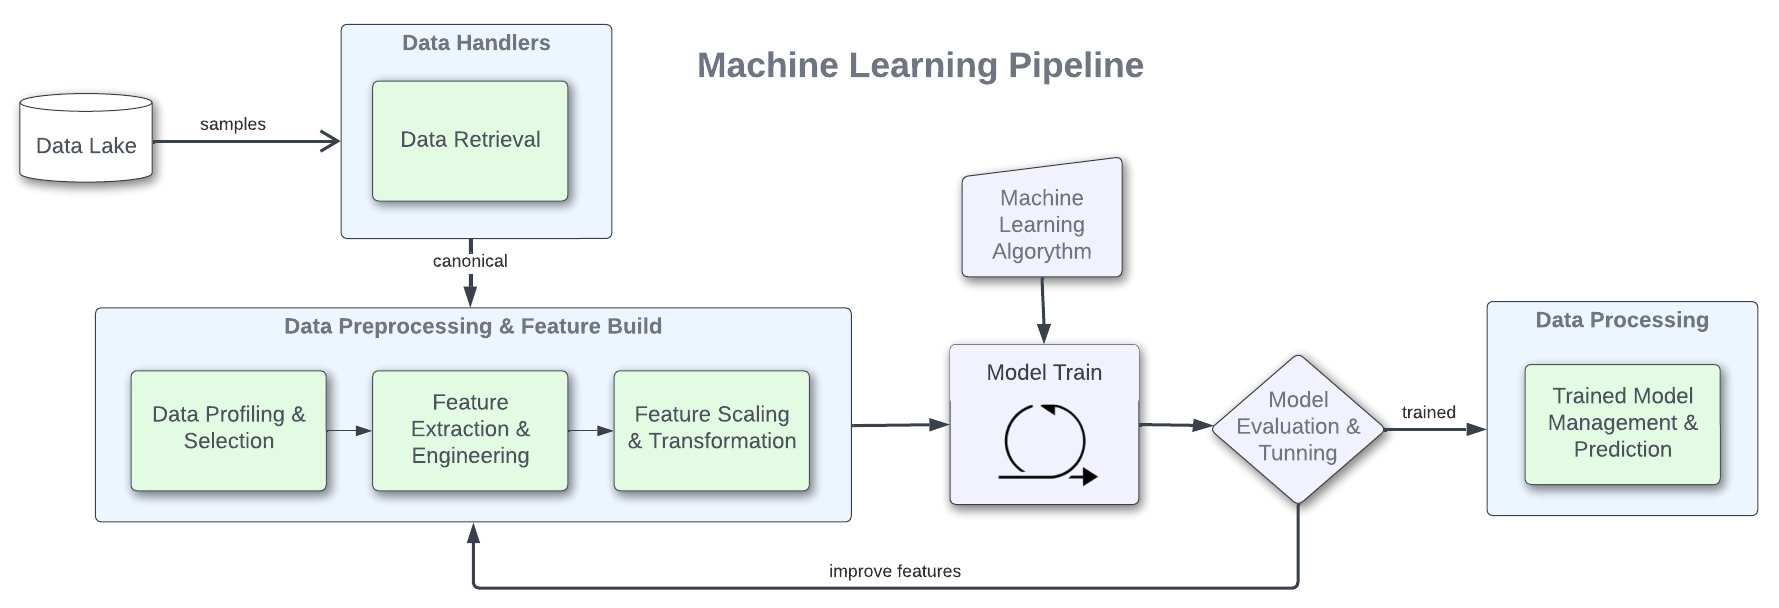 Machine Learning Pipeline
Data Handlers
Data Retrieval
Data Lake
samples
canonical
Data Preprocessing & Feature Build
Data Profiling &
Selection
Feature
Extraction &
Engineering
Feature Scaling
& Transformation
Machine
Learning
Algorythm
Model Train
Model
Evaluation &
Tunning
trained
Data Processing
Trained Model
Management &
Prediction
improve features